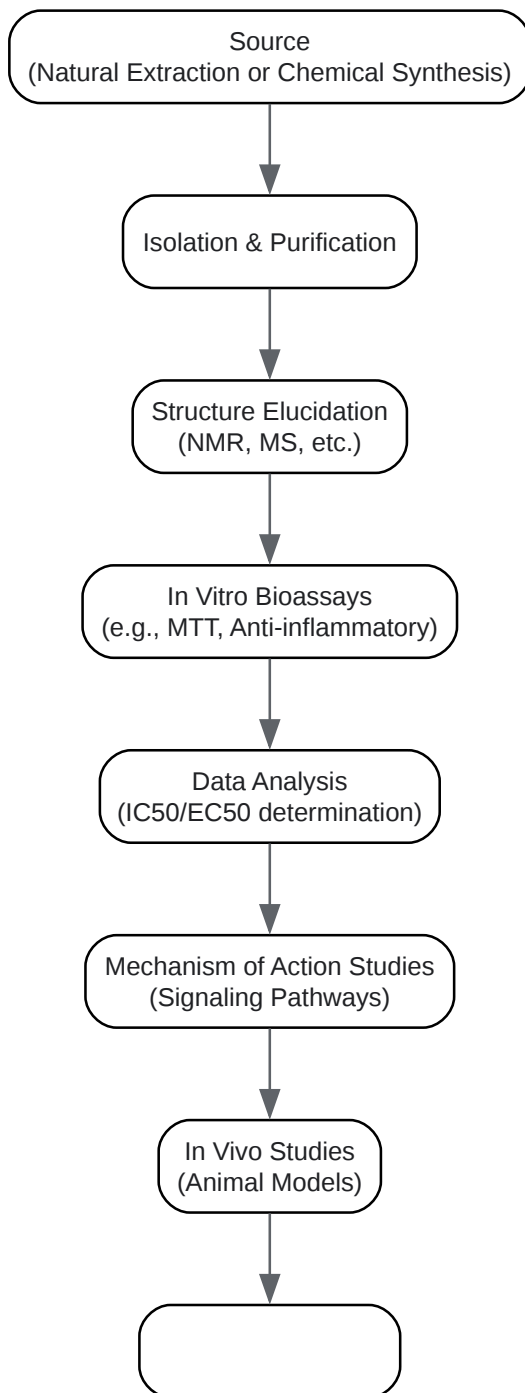 Source
(Natural Extraction or Chemical Synthesis)
Isolation & Purification
Structure Elucidation
(NMR, MS, etc.)
In Vitro Bioassays
(e.g., MTT, Anti-inflammatory)
Data Analysis
(IC50/EC50 determination)
Mechanism of Action Studies
(Signaling Pathways)
In Vivo Studies
(Animal Models)